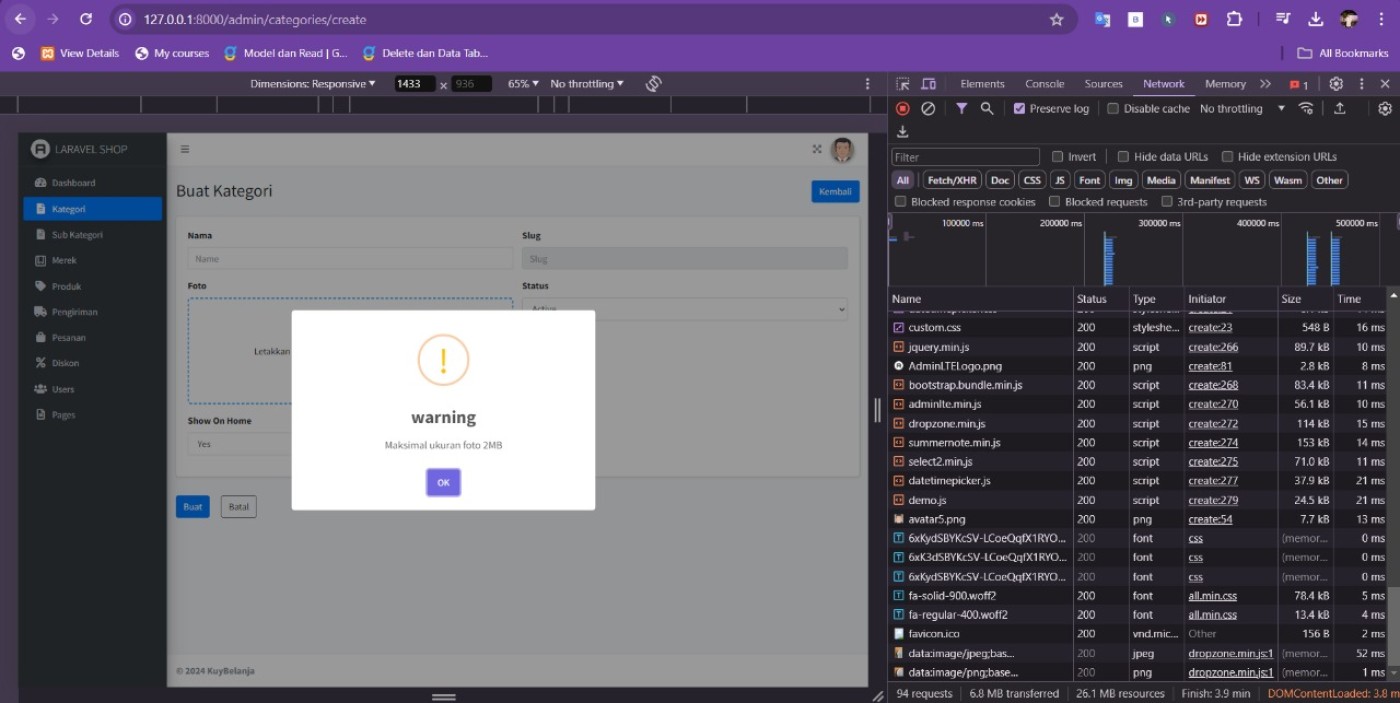 127.0.0.1:8000/admin/categories/create
View Details
My courses
Model dan Read | G...
Delete dan Data Tab...
All Bookmarks
Dimensions: Responsive
1433 x 936
65%
No throttling
Elements Console Sources Network Memory 1
Preserve log Disable cache No throttling
Filter Invert Hide data URLs Hide extension URLs
All Fetch/XHR Doc CSS JS Font Img Media Manifest WS Wasm Other
Blocked response cookies Blocked requests 3rd-party requests
100000 ms 200000 ms 300000 ms 400000 ms 500000 ms
LARAVEL SHOP
Dashboard
Kategori
Sub Kategori
Merek
Produk
Pengiriman
Pesanan
Diskon
Users
Pages
Buat Kategori
Kembali
Nama
Name
Slug
Slug
Foto
Letakkan
Status
Active
Show On Home
Yes
Buat
Batal
warning
Maksimal ukuran foto 2MB
OK
© 2024 KuyBelanja
Name Status Type Initiator Size Time
custom.css 200 styleshe... create:23 548 B 16 ms
jquery.min.js 200 script create:266 89.7 kB 10 ms
AdminLTELogo.png 200 png create:81 2.8 kB 8 ms
bootstrap.bundle.min.js 200 script create:268 83.4 kB 11 ms
adminlte.min.js 200 script create:270 56.1 kB 10 ms
dropzone.min.js 200 script create:272 114 kB 15 ms
summernote.min.js 200 script create:274 153 kB 14 ms
select2.min.js 200 script create:275 71.0 kB 11 ms
datetimepicker.js 200 script create:277 37.9 kB 21 ms
demo.js 200 script create:279 24.5 kB 21 ms
avatar5.png 200 png create:54 7.7 kB 13 ms
6xKydSBYKcSV-LCoeQqfX1RYO... 200 font css (memor... 0 ms
6xK3dSBYKcSV-LCoeQqfX1RYO... 200 font css (memor... 0 ms
6xKydSBYKcSV-LCoeQqfX1RYO... 200 font css (memor... 0 ms
fa-solid-900.woff2 200 font all.min.css 78.4 kB 5 ms
fa-regular-400.woff2 200 font all.min.css 13.4 kB 4 ms
favicon.ico 200 vnd.mic... Other 156 B 2 ms
data:image/jpeg;bas... 200 jpeg dropzone.min.js:1 (memor... 52 ms
data:image/png;base... 200 png dropzone.min.js:1 (memor... 1 ms
94 requests 6.8 MB transferred 26.1 MB resources Finish: 3.9 min DOMContentLoaded: 3.8 m